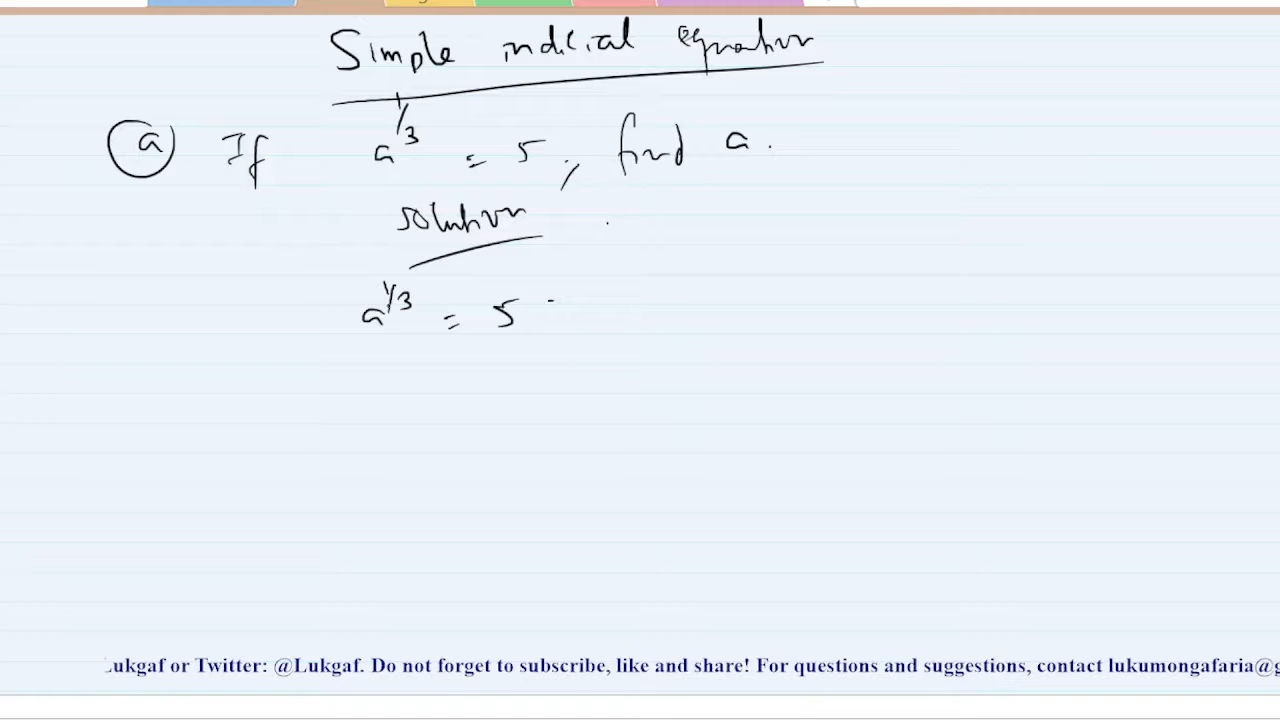 Simple indicial equation
(a) If a^1/3 = 5, find a.
solution
a^1/3 = 5
Lukgaf or Twitter: @Lukgaf. Do not forget to subscribe, like and share! For questions and suggestions, contact lukumongafaria@g